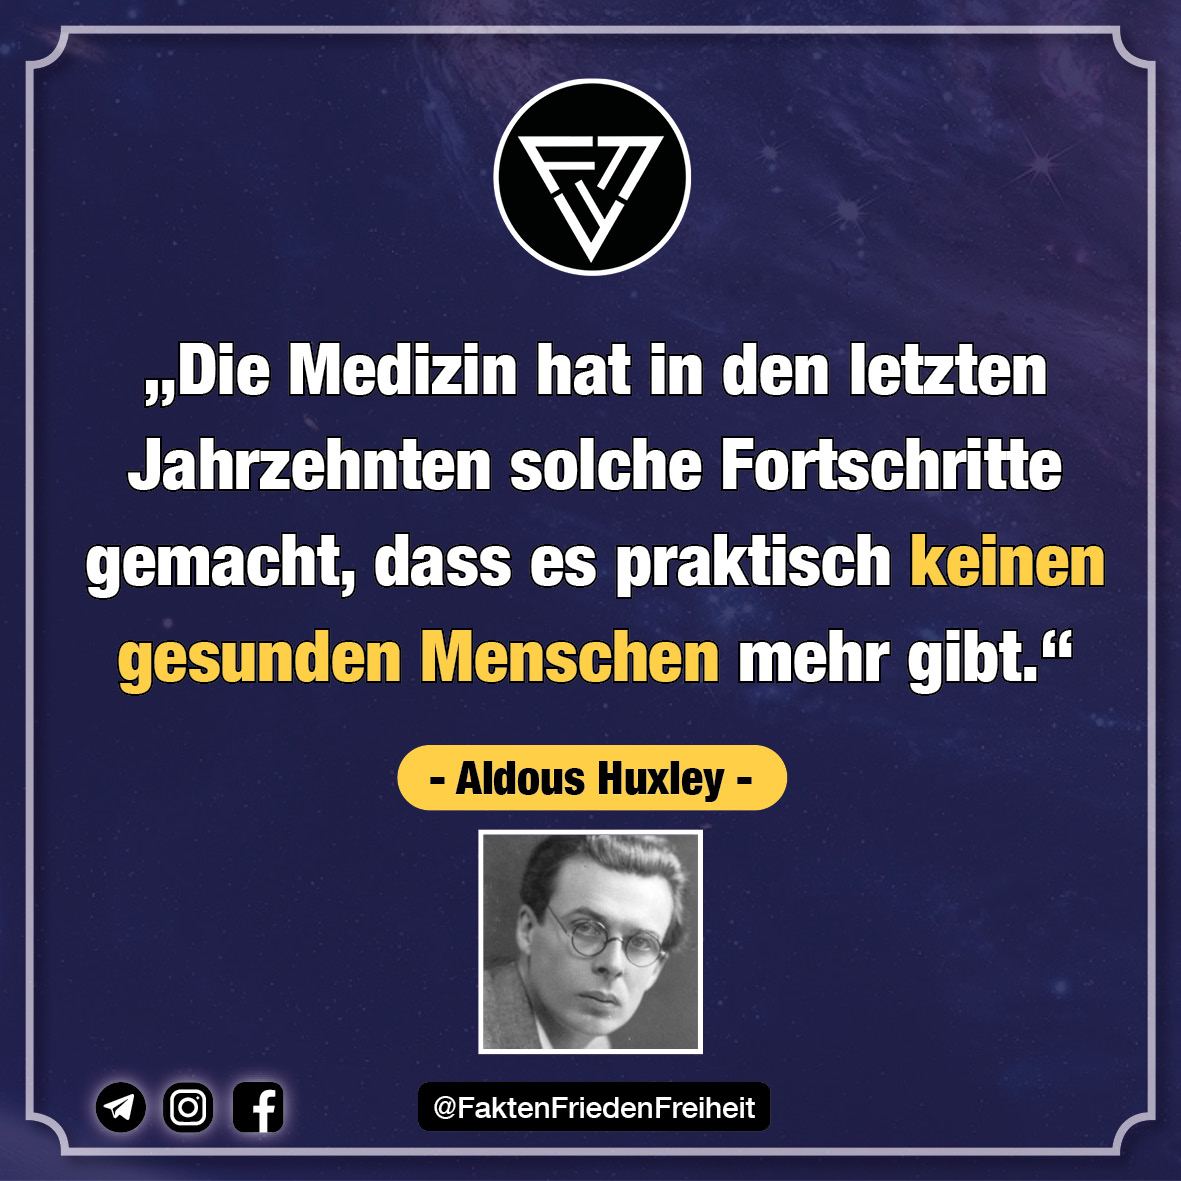 FFF
„Die Medizin hat in den letzten
Jahrzehnten solche Fortschritte
gemacht, dass es praktisch keinen
gesunden Menschen mehr gibt.“
- Aldous Huxley -
@FaktenFriedenFreiheit